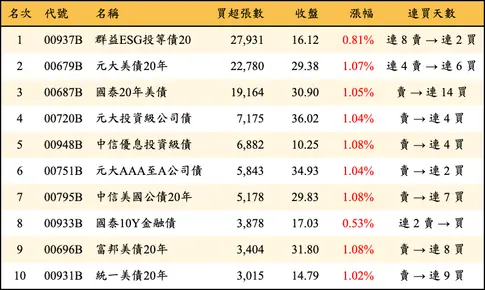 名次 代號 名稱 買超張數 收盤 漲幅 連買天數
1 00937B 群益ESG投等債20 27,931 16.12 0.81% 連 8 賣 → 連 2 買
2 00679B 元大美債20年 22,780 29.38 1.07% 連 4 賣 → 連 6 買
3 00687B 國泰20年美債 19,164 30.90 1.05% 賣 → 連 14 買
4 00720B 元大投資級公司債 7,175 36.02 1.04% 賣 → 連 4 買
5 00948B 中信優息投資級債 6,882 10.25 1.08% 賣 → 連 4 買
6 00751B 元大AAA至A公司債 5,843 34.93 1.04% 賣 → 連 2 買
7 00795B 中信美國公債20年 5,178 29.83 1.08% 賣 → 連 7 買
8 00933B 國泰10Y金融債 3,878 17.03 0.53% 連 2 賣 → 買
9 00696B 富邦美債20年 3,404 31.80 1.08% 賣 → 連 8 買
10 00931B 統一美債20年 3,015 14.79 1.02% 賣 → 連 9 買